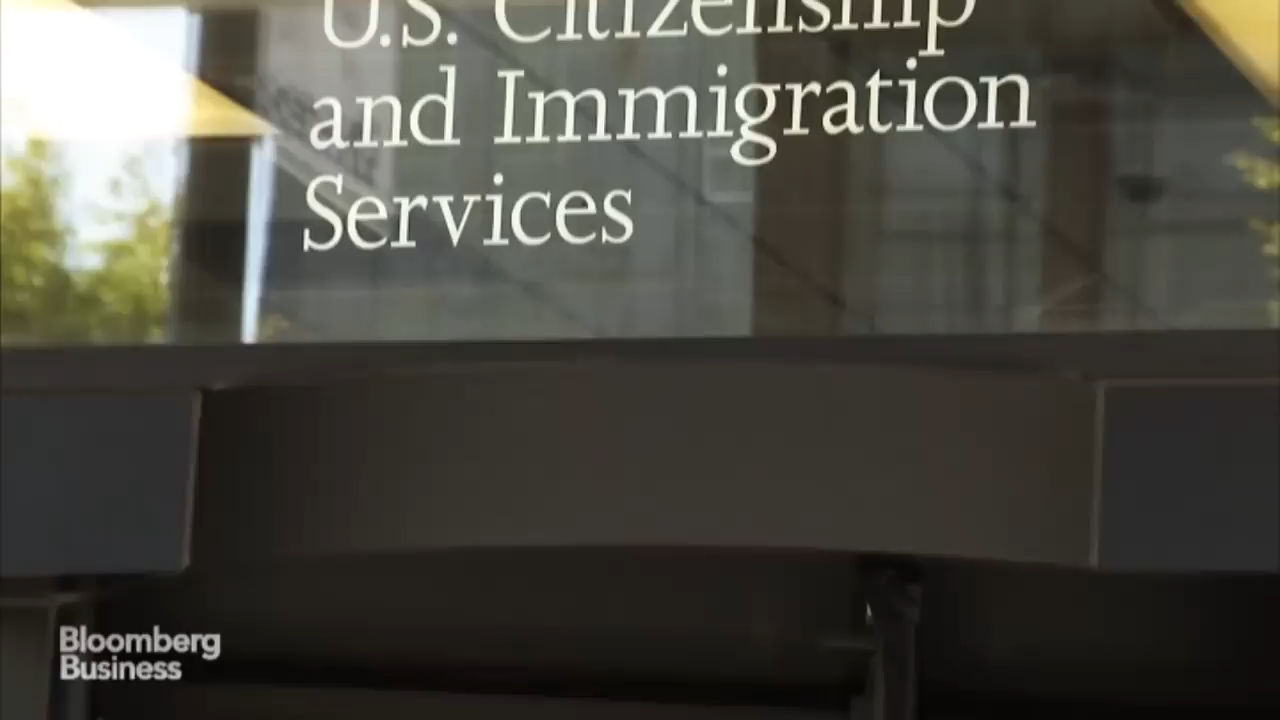 U.S. Citizenship
and Immigration
Services
Bloomberg
Business